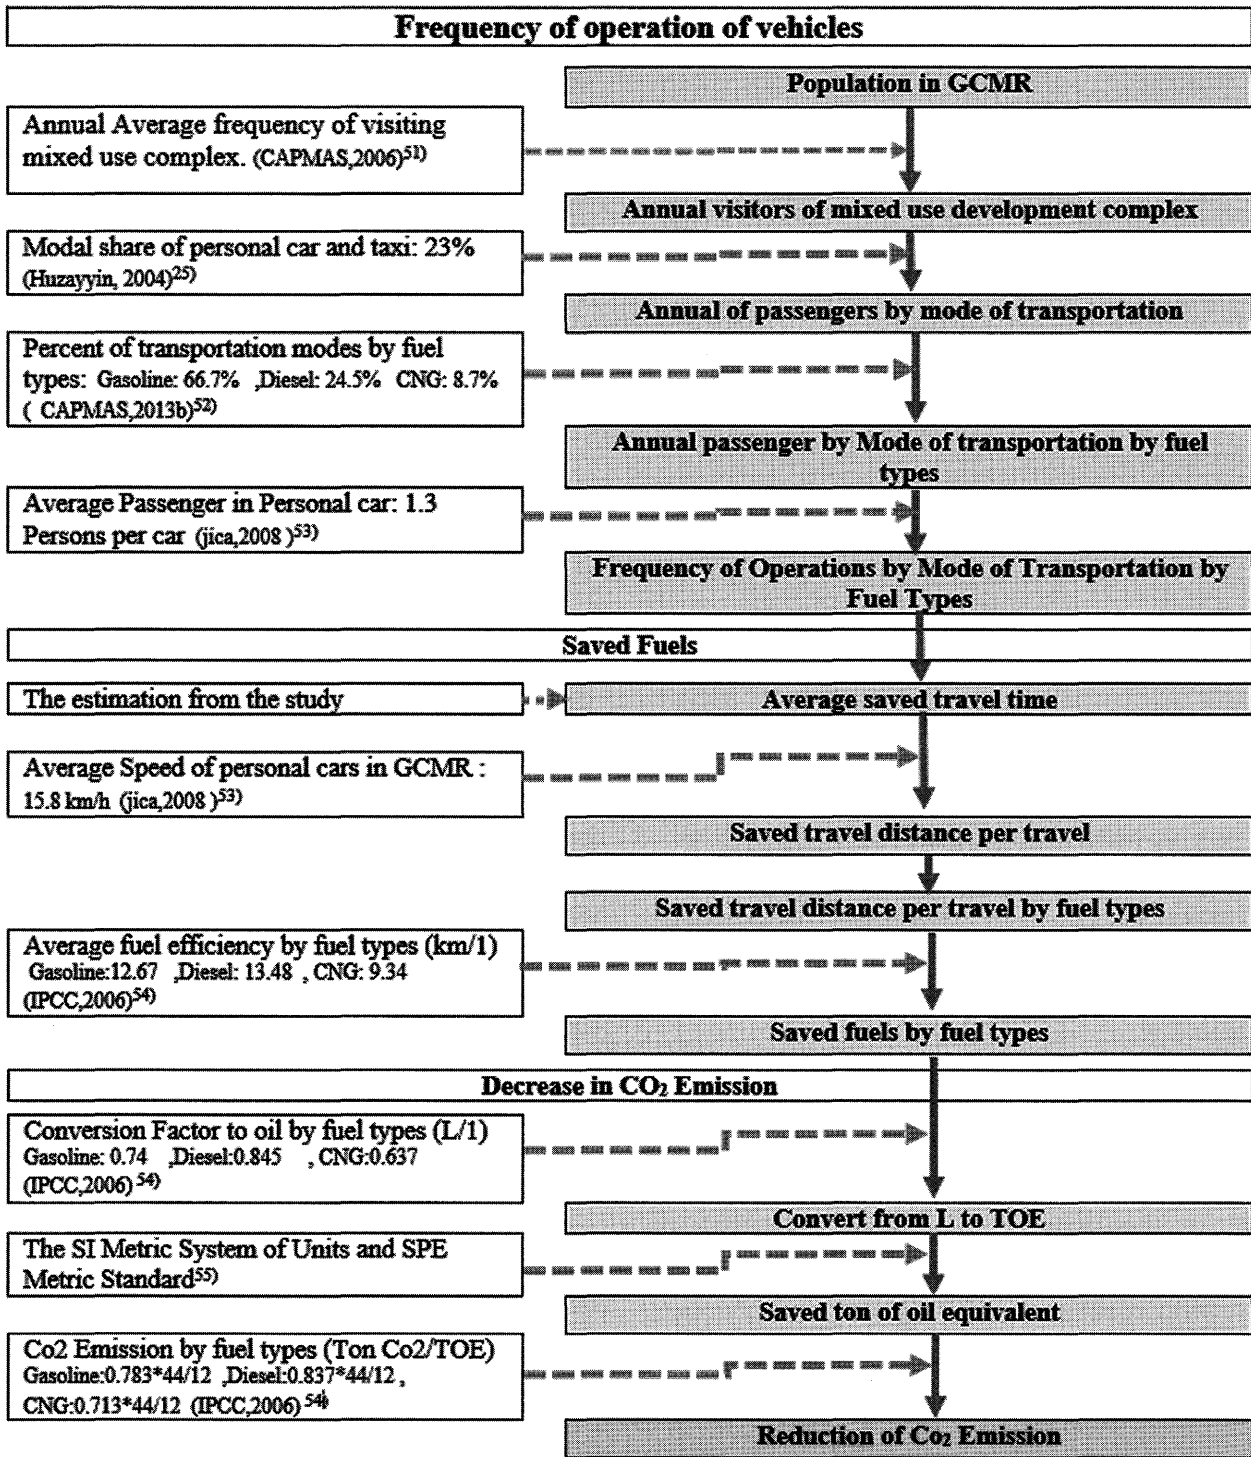 Frequency of operation of vehicles
Population in GCMR
Annual Average frequency of visiting
mixed use complex. (CAPMAS,2006)51)
Annual visitors of mixed use development complex
Modal share of personal car and taxi: 23%
(Huzayyin, 2004)25)
Annual of passengers by mode of transportation
Percent of transportation modes by fuel
types: Gasoline: 66.7% ,Diesel: 24.5% CNG: 8.7%
( CAPMAS,2013b)52)
Annual passenger by Mode of transportation by fuel
types
Average Passenger in Personal car: 1.3
Persons per car (jica,2008 )53)
Frequency of Operations by Mode of Transportation by
Fuel Types
Saved Fuels
The estimation from the study
Average saved travel time
Average Speed of personal cars in GCMR :
15.8 km/h (jica,2008 )53)
Saved travel distance per travel
Saved travel distance per travel by fuel types
Average fuel efficiency by fuel types (km/1)
Gasoline:12.67 ,Diesel: 13.48 , CNG: 9.34
(IPCC,2006)54)
Saved fuels by fuel types
Decrease in CO2 Emission
Conversion Factor to oil by fuel types (L/1)
Gasoline: 0.74 ,Diesel:0.845 , CNG:0.637
(IPCC,2006) 54)
Convert from L to TOE
The SI Metric System of Units and SPE
Metric Standard55)
Saved ton of oil equivalent
Co2 Emission by fuel types (Ton Co2/TOE)
Gasoline:0.783*44/12 ,Diesel:0.837*44/12 ,
CNG:0.713*44/12 (IPCC,2006) 54)
Reduction of Co2 Emission